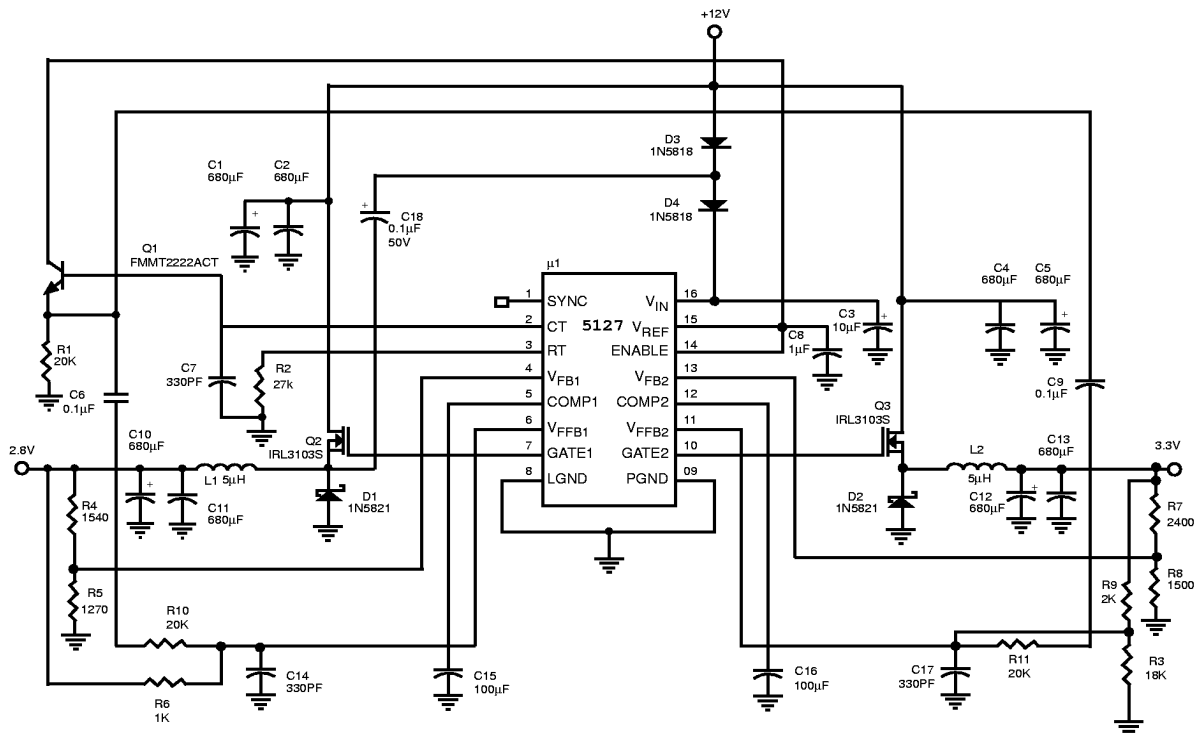 +12V
D3
1N5818
C1
680µF
C2
680µF
D4
1N5818
+
+
C18
0.1µF
50V
Q1
FMMT2222ACT
µ1
C4
680µF
C5
680µF
1 SYNC
VIN 16
2 CT
5127
VREF 15
3 RT
ENABLE 14
4 VFB1
VFB2 13
5 COMP1
COMP2 12
6 VFFB1
VFFB2 11
7 GATE1
GATE2 10
8 LGND
PGND 09
C3
10µF
+
+
C8
1µF
R1
20K
C7
330PF
R2
27k
C6
0.1µF
C9
0.1µF
Q2
IRL3103S
Q3
IRL3103S
2.8V
C10
680µF
+
L1 5µH
C11
680µF
D1
1N5821
D2
1N5821
L2
5µH
C13
680µF
C12
680µF
+
3.3V
R4
1540
R7
2400
R5
1270
R8
1500
R9
2K
R10
20K
R6
1K
C14
330PF
C15
100µF
C16
100µF
C17
330PF
R11
20K
R3
18K